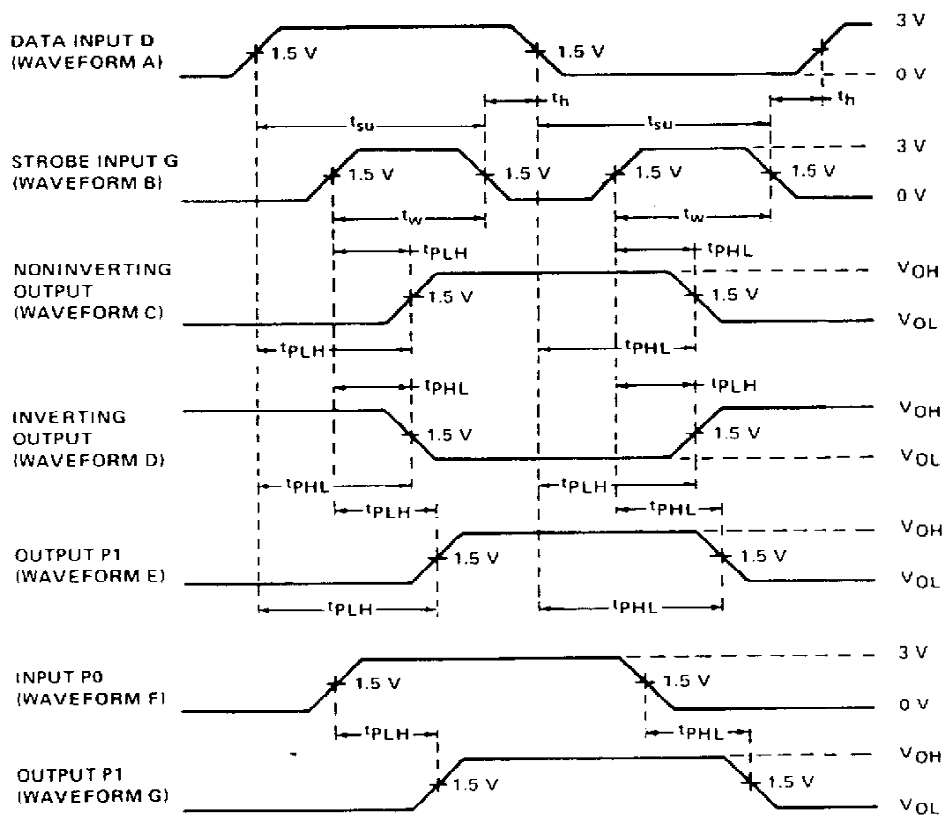 3 V
DATA INPUT D
(WAVEFORM A)
1.5 V
1.5 V
0 V
th
th
tsu
tsu
3 V
STROBE INPUT G
(WAVEFORM B)
1.5 V
1.5 V
1.5 V
1.5 V
0 V
tw
tw
tPLH
tPHL
NONINVERTING
OUTPUT
(WAVEFORM C)
VOH
1.5 V
1.5 V
VOL
tPLH
tPHL
tPHL
tPLH
INVERTING
OUTPUT
(WAVEFORM D)
VOH
1.5 V
1.5 V
VOL
tPHL
tPLH
tPLH
tPHL
VOH
OUTPUT P1
(WAVEFORM E)
1.5 V
1.5 V
VOL
tPLH
tPHL
3 V
INPUT P0
(WAVEFORM F)
1.5 V
1.5 V
0 V
tPLH
tPHL
VOH
OUTPUT P1
(WAVEFORM G)
1.5 V
1.5 V
VOL